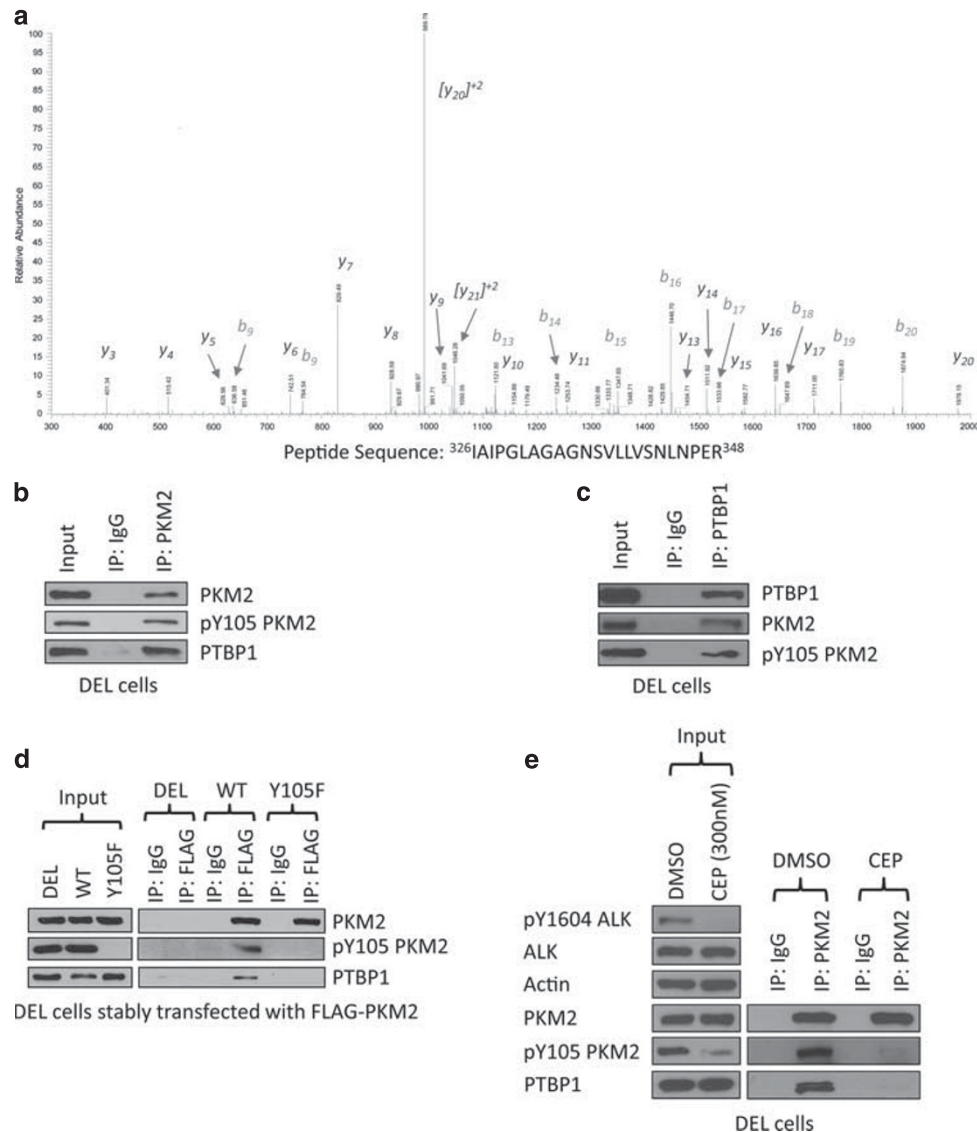 a
Relative Abundance
100
95
90
85
80
75
70
65
60
55
50
45
40
35
30
25
20
15
10
5
0
300 400 500 600 700 800 900 1000 1100 1200 1300 1400 1500 1600 1700 1800 1900 2000
y3
y4
y5
b9
y6
b9
y7
y8
[y20]+2
y9
[y21]+2
b13
y10
b14
y11
b15
b16
y13
y14
b17
y15
y16
b18
y17
b19
b20
y20
Peptide Sequence: 326IAIPGLAGAGNSVLLVSNLNPER348
b
Input
IP: IgG
IP: PKM2
PKM2
pY105 PKM2
PTBP1
DEL cells
c
Input
IP: IgG
IP: PTBP1
PTBP1
PKM2
pY105 PKM2
DEL cells
d
Input
DEL
WT
Y105F
DEL
WT
Y105F
IP: IgG
IP: FLAG
IP: IgG
IP: FLAG
IP: IgG
IP: FLAG
PKM2
pY105 PKM2
PTBP1
DEL cells stably transfected with FLAG-PKM2
e
Input
DMSO
CEP (300nM)
DMSO
CEP
IP: IgG
IP: PKM2
IP: IgG
IP: PKM2
pY1604 ALK
ALK
Actin
PKM2
pY105 PKM2
PTBP1
DEL cells